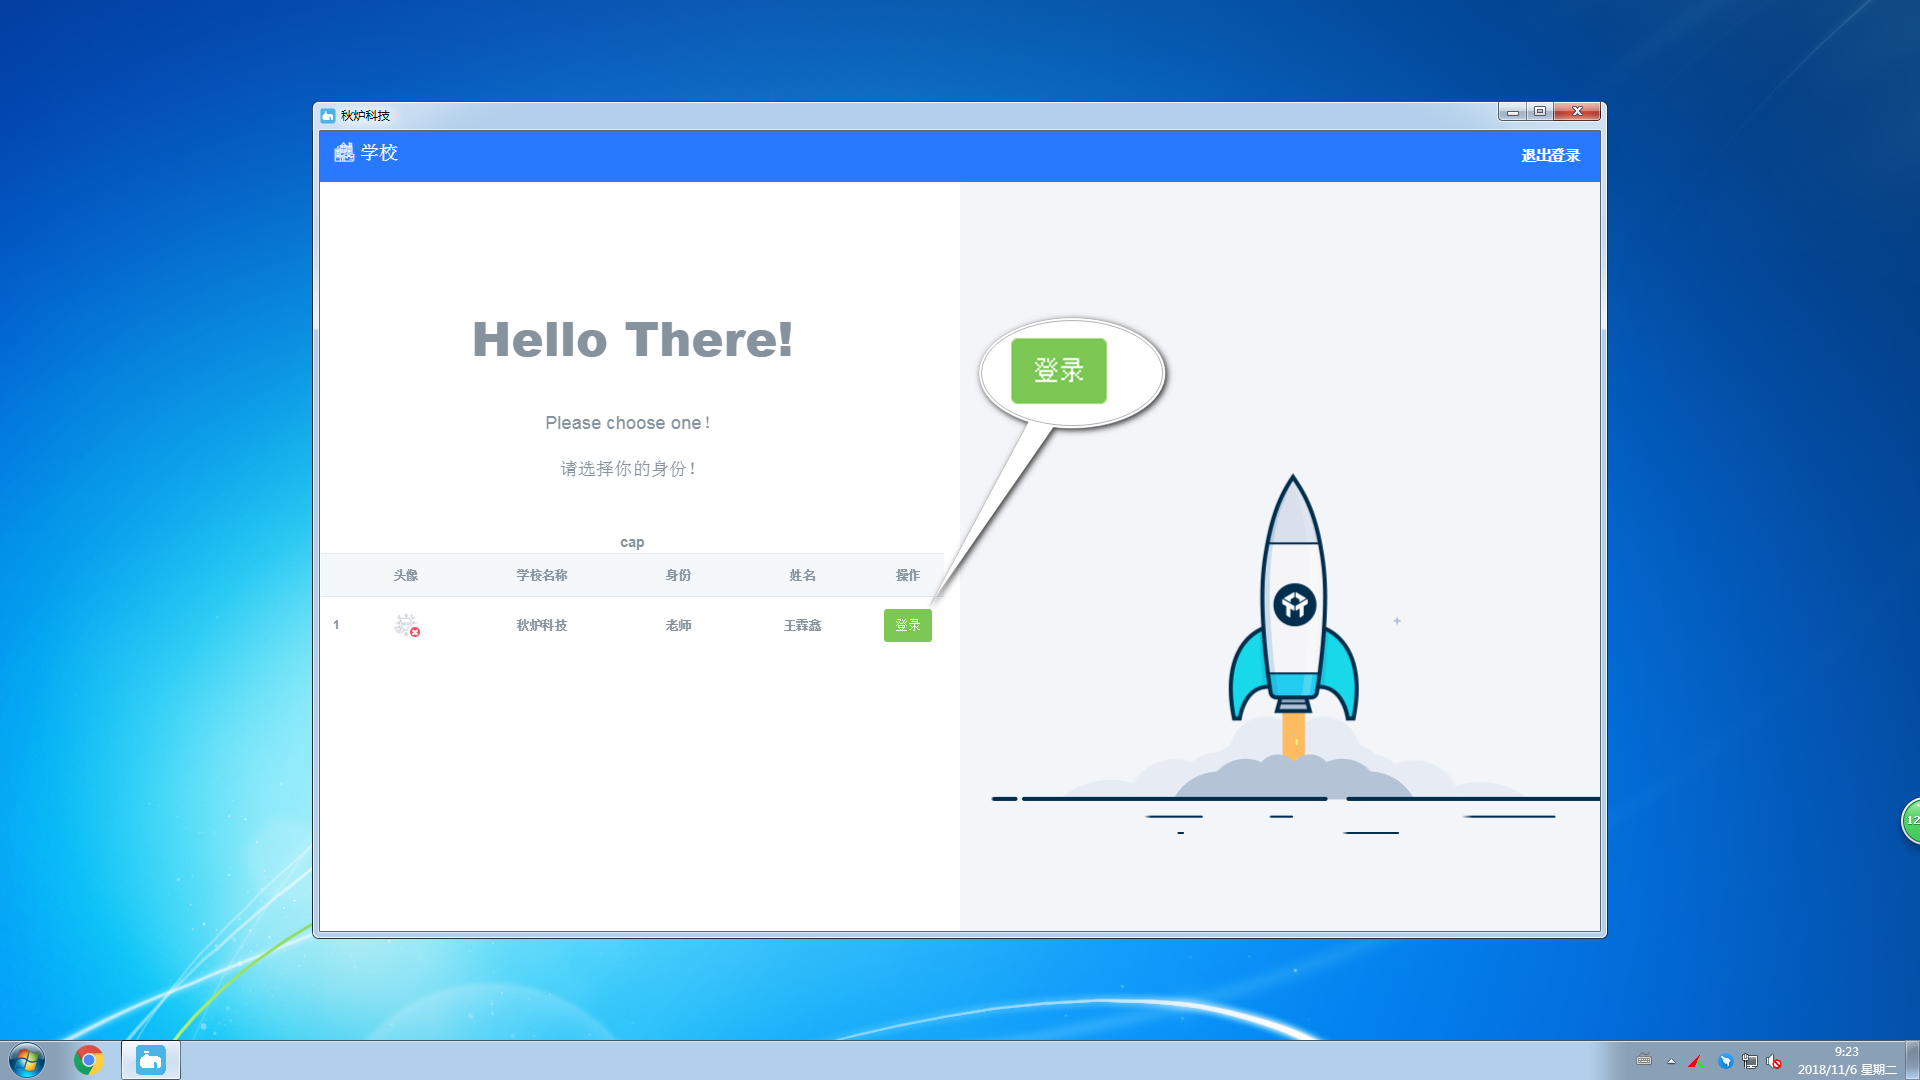 秋炉科技
学校
退出登录
Hello There!
Please choose one！
请选择你的身份！
登录
cap
头像 学校名称 身份 姓名 操作
1 秋炉科技 老师 王霖鑫 登录
12
9:23
2018/11/6 星期二